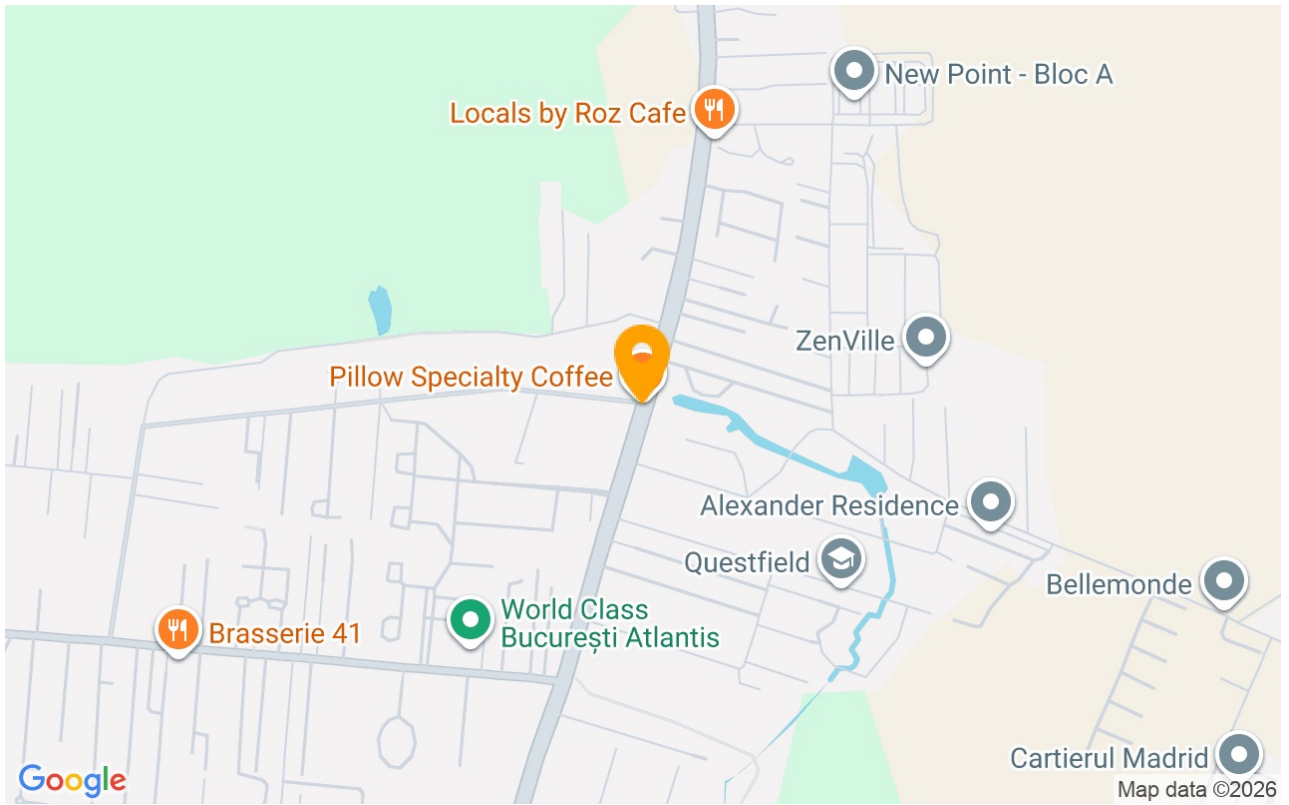 New Point - Bloc A
Locals by Roz Cafe
ZenVille
Pillow Specialty Coffee
Alexander Residence
Questfield
Bellemonde
World Class
București Atlantis
Brasserie 41
Cartierul Madrid
Google
Map data ©2026